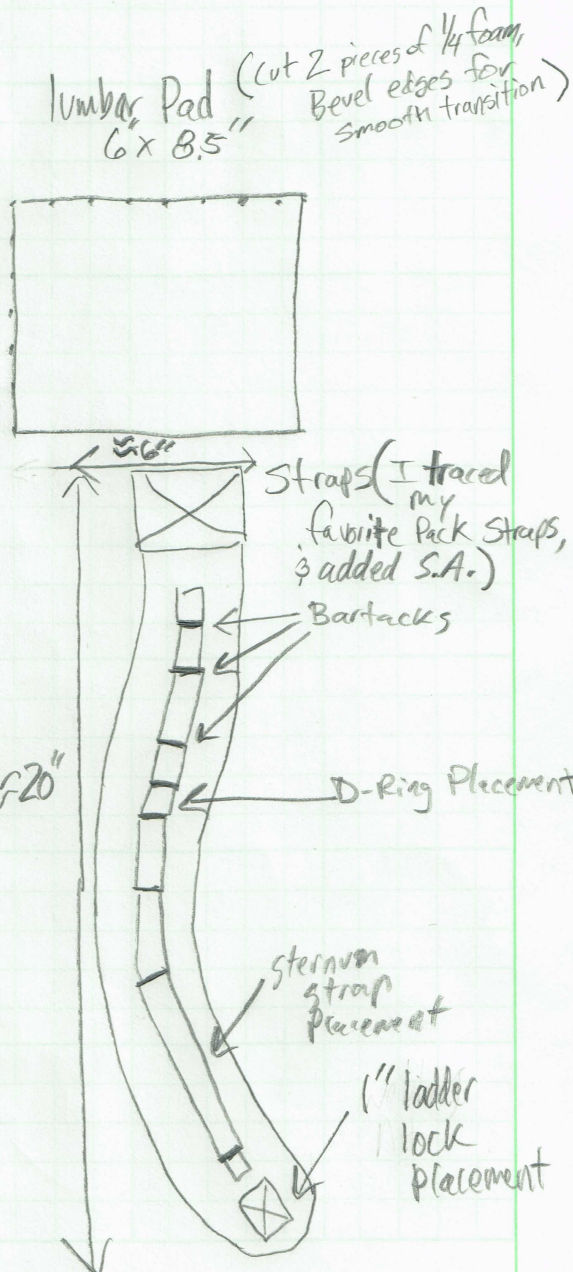 lumbar Pad (cut 2 pieces of 1/4 foam,
Bevel edges for
smooth transition)
6" x 8.5"
≈6"
Straps (I traced
my
favorite Pack Straps,
& added S.A.)
Bartacks
≈20"
D-Ring Placement
sternum
strap
placement
1" ladder
lock
placement